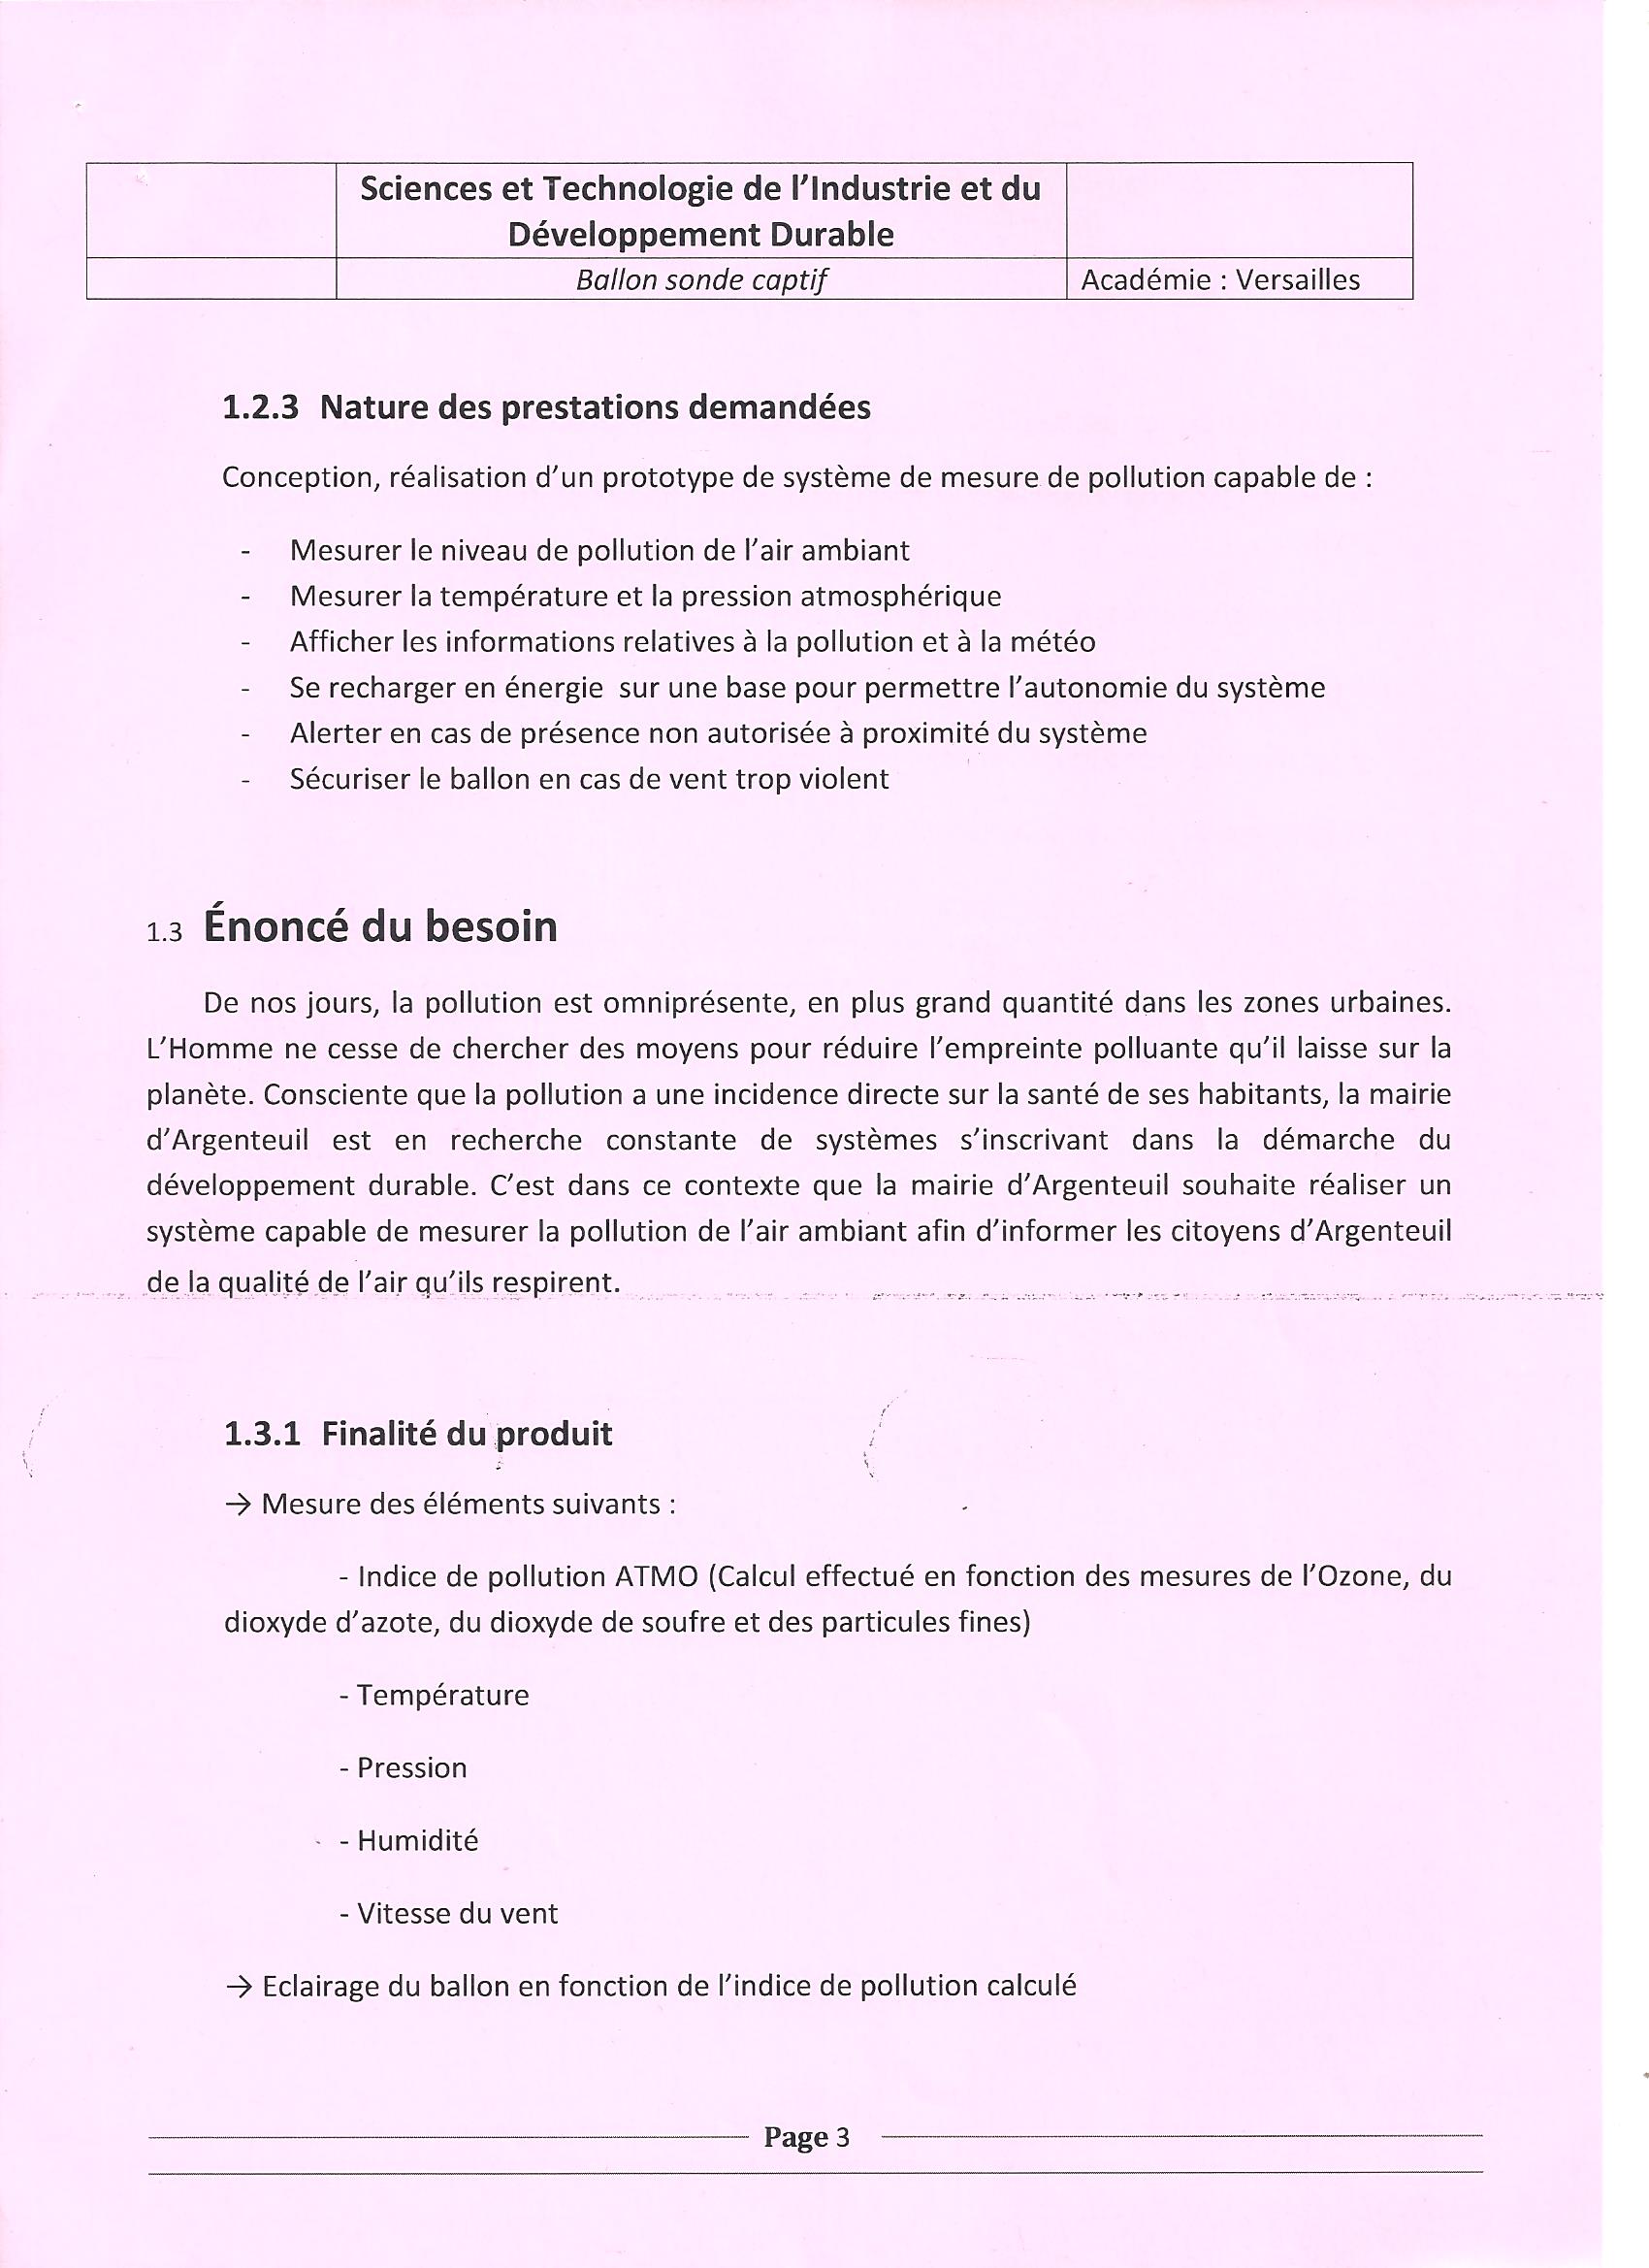 Sciences et Technologie de l'Industrie et du
Développement Durable
Ballon sonde captif
Académie : Versailles
1.2.3 Nature des prestations demandées
Conception, réalisation d'un prototype de système de mesure de pollution capable de :
- Mesurer le niveau de pollution de l'air ambiant
- Mesurer la température et la pression atmosphérique
- Afficher les informations relatives à la pollution et à la météo
- Se recharger en énergie sur une base pour permettre l'autonomie du système
- Alerter en cas de présence non autorisée à proximité du système
- Sécuriser le ballon en cas de vent trop violent
1.3 Énoncé du besoin
De nos jours, la pollution est omniprésente, en plus grand quantité dans les zones urbaines.
L'Homme ne cesse de chercher des moyens pour réduire l'empreinte polluante qu'il laisse sur la
planète. Consciente que la pollution a une incidence directe sur la santé de ses habitants, la mairie
d'Argenteuil est en recherche constante de systèmes s'inscrivant dans la démarche du
développement durable. C'est dans ce contexte que la mairie d'Argenteuil souhaite réaliser un
système capable de mesurer la pollution de l'air ambiant afin d'informer les citoyens d'Argenteuil
de la qualité de l'air qu'ils respirent.
1.3.1 Finalité du produit
→ Mesure des éléments suivants :
- Indice de pollution ATMO (Calcul effectué en fonction des mesures de l'Ozone, du
dioxyde d'azote, du dioxyde de soufre et des particules fines)
- Température
- Pression
- Humidité
- Vitesse du vent
→ Eclairage du ballon en fonction de l'indice de pollution calculé
Page 3